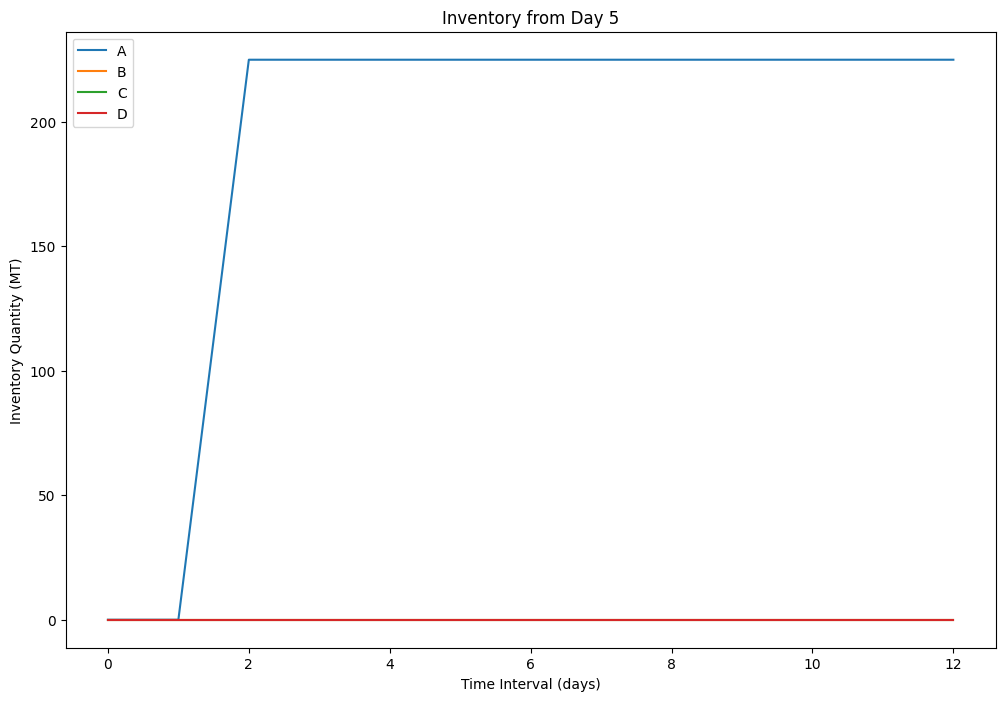 Inventory from Day 5
A
B
C
D
200
150
100
50
0
Inventory Quantity (MT)
0 2 4 6 8 10 12
Time Interval (days)